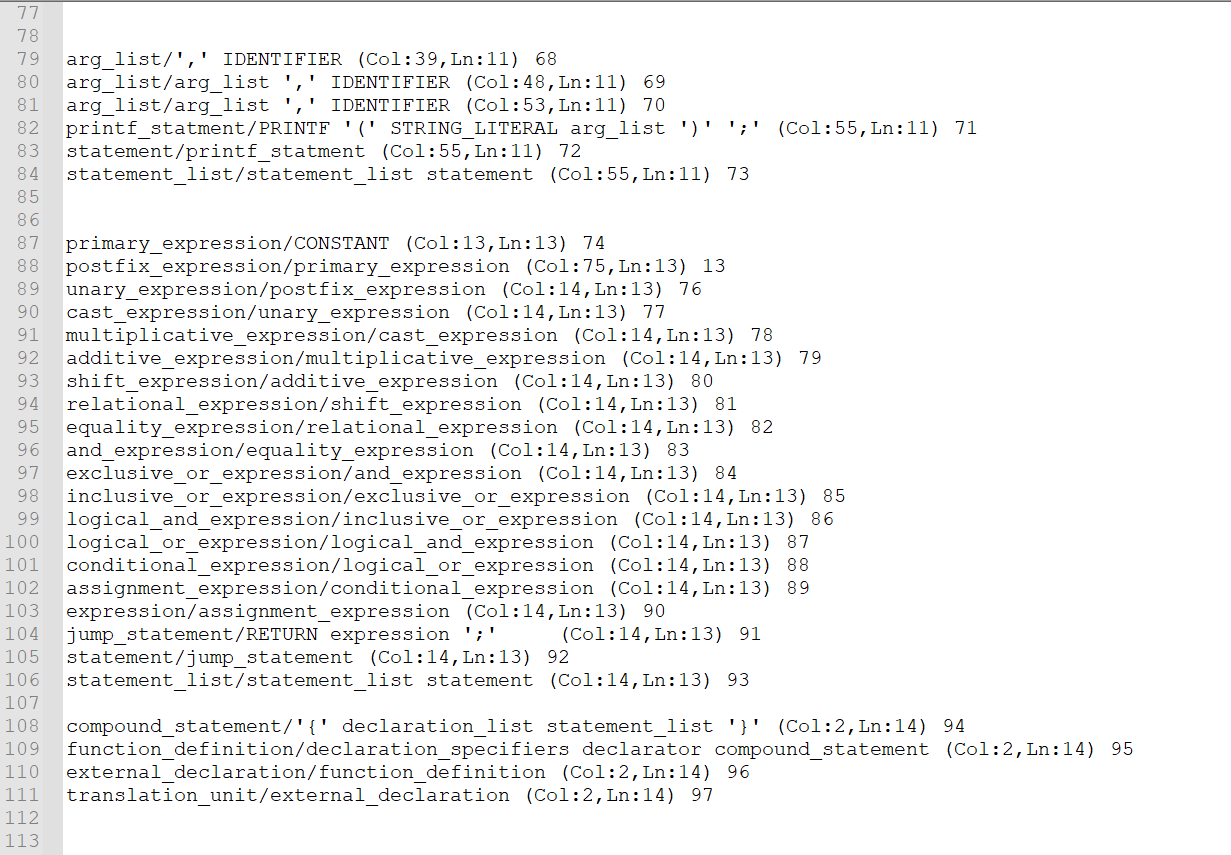 77
78
79 arg_list/',' IDENTIFIER (Col:39,Ln:11) 68
80 arg_list/arg_list ',' IDENTIFIER (Col:48,Ln:11) 69
81 arg_list/arg_list ',' IDENTIFIER (Col:53,Ln:11) 70
82 printf_statment/PRINTF '(' STRING_LITERAL arg_list ')' ';' (Col:55,Ln:11) 71
83 statement/printf_statment (Col:55,Ln:11) 72
84 statement_list/statement_list statement (Col:55,Ln:11) 73
85
86
87 primary_expression/CONSTANT (Col:13,Ln:13) 74
88 postfix_expression/primary_expression (Col:75,Ln:13) 13
89 unary_expression/postfix_expression (Col:14,Ln:13) 76
90 cast_expression/unary_expression (Col:14,Ln:13) 77
91 multiplicative_expression/cast_expression (Col:14,Ln:13) 78
92 additive_expression/multiplicative_expression (Col:14,Ln:13) 79
93 shift_expression/additive_expression (Col:14,Ln:13) 80
94 relational_expression/shift_expression (Col:14,Ln:13) 81
95 equality_expression/relational_expression (Col:14,Ln:13) 82
96 and_expression/equality_expression (Col:14,Ln:13) 83
97 exclusive_or_expression/and_expression (Col:14,Ln:13) 84
98 inclusive_or_expression/exclusive_or_expression (Col:14,Ln:13) 85
99 logical_and_expression/inclusive_or_expression (Col:14,Ln:13) 86
100 logical_or_expression/logical_and_expression (Col:14,Ln:13) 87
101 conditional_expression/logical_or_expression (Col:14,Ln:13) 88
102 assignment_expression/conditional_expression (Col:14,Ln:13) 89
103 expression/assignment_expression (Col:14,Ln:13) 90
104 jump_statement/RETURN expression ';'     (Col:14,Ln:13) 91
105 statement/jump_statement (Col:14,Ln:13) 92
106 statement_list/statement_list statement (Col:14,Ln:13) 93
107
108 compound_statement/'{' declaration_list statement_list '}' (Col:2,Ln:14) 94
109 function_definition/declaration_specifiers declarator compound_statement (Col:2,Ln:14) 95
110 external_declaration/function_definition (Col:2,Ln:14) 96
111 translation_unit/external_declaration (Col:2,Ln:14) 97
112
113